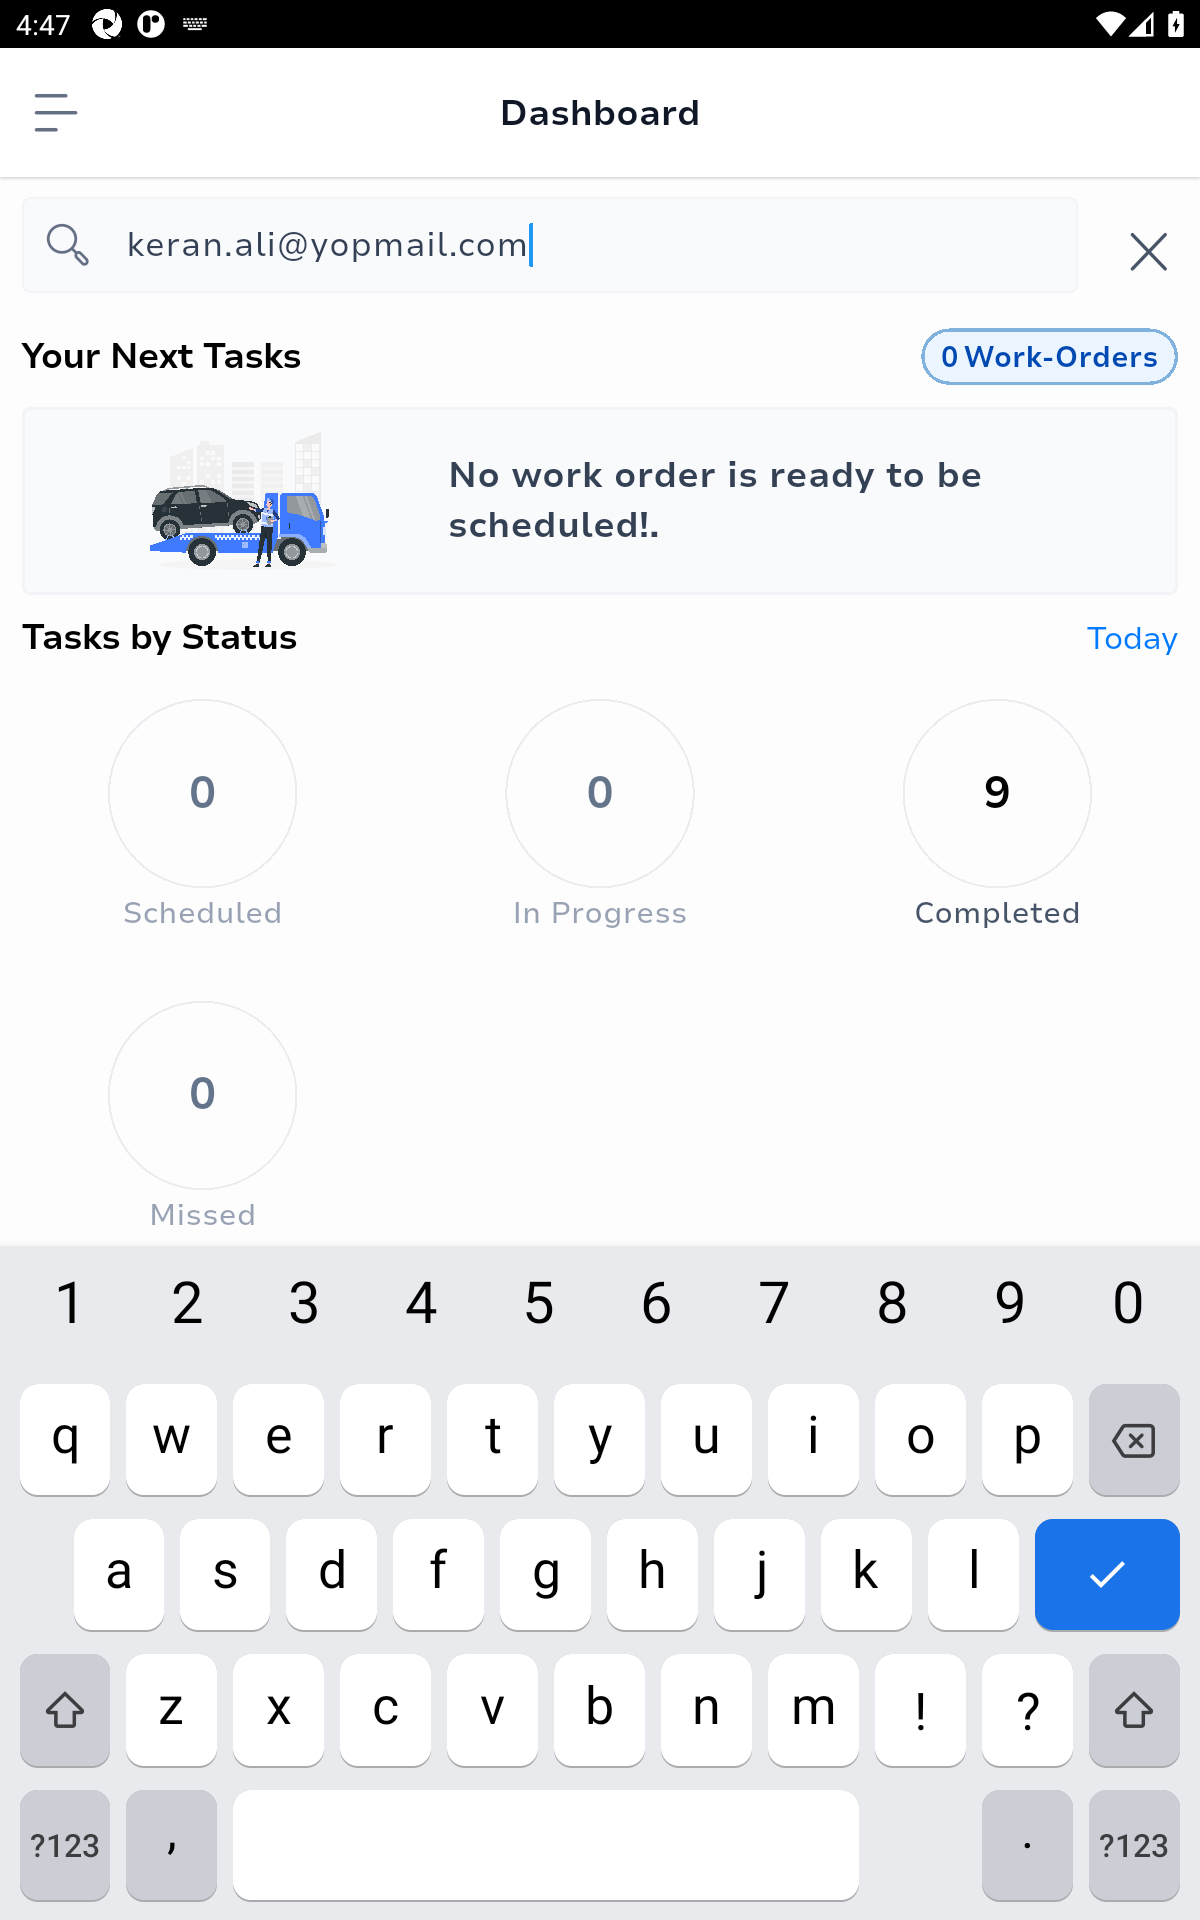 4:47
Dashboard
keran.ali@yopmail.com
Your Next Tasks
0 Work-Orders
No work order is ready to be
scheduled!.
Tasks by Status
Today
0 0 9
Scheduled In Progress Completed
0
Missed
1 2 3 4 5 6 7 8 9 0
q w e r t y u i o p
a s d f g h j k l
z x c v b n m ! ?
?123 , . ?123